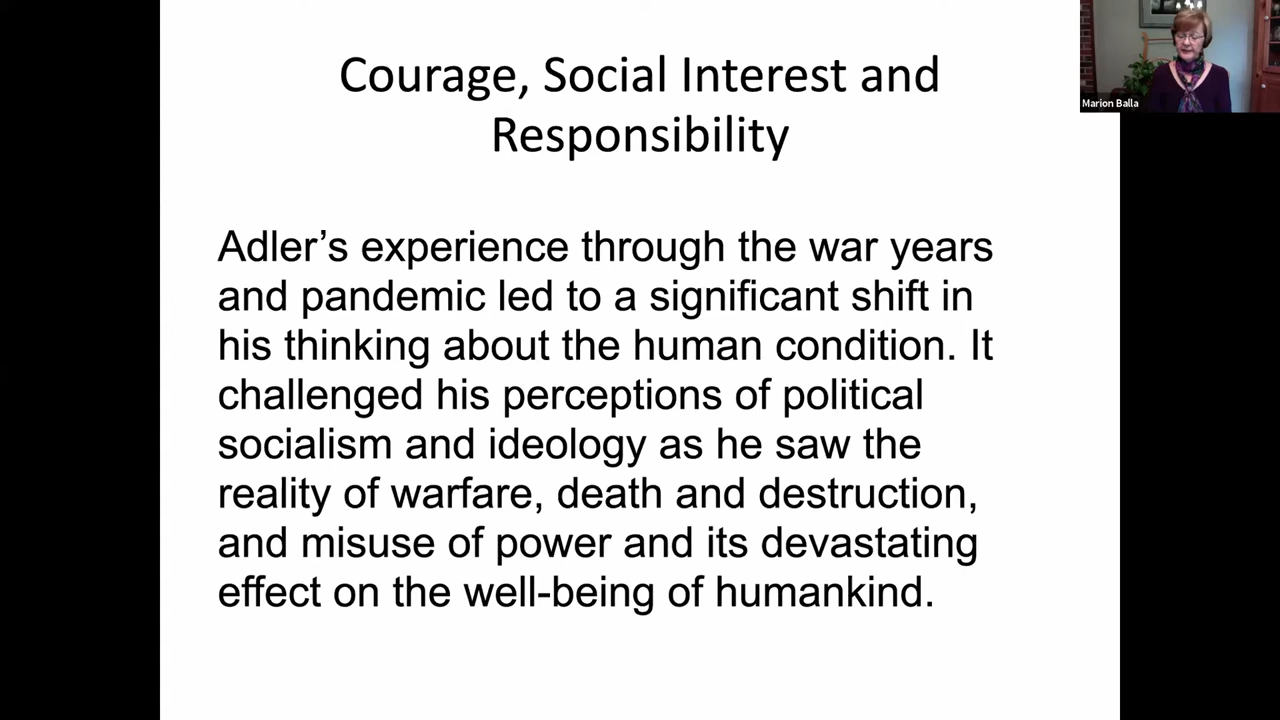 Courage, Social Interest and
Responsibility
Marion Balla
Adler’s experience through the war years
and pandemic led to a significant shift in
his thinking about the human condition. It
challenged his perceptions of political
socialism and ideology as he saw the
reality of warfare, death and destruction,
and misuse of power and its devastating
effect on the well-being of humankind.